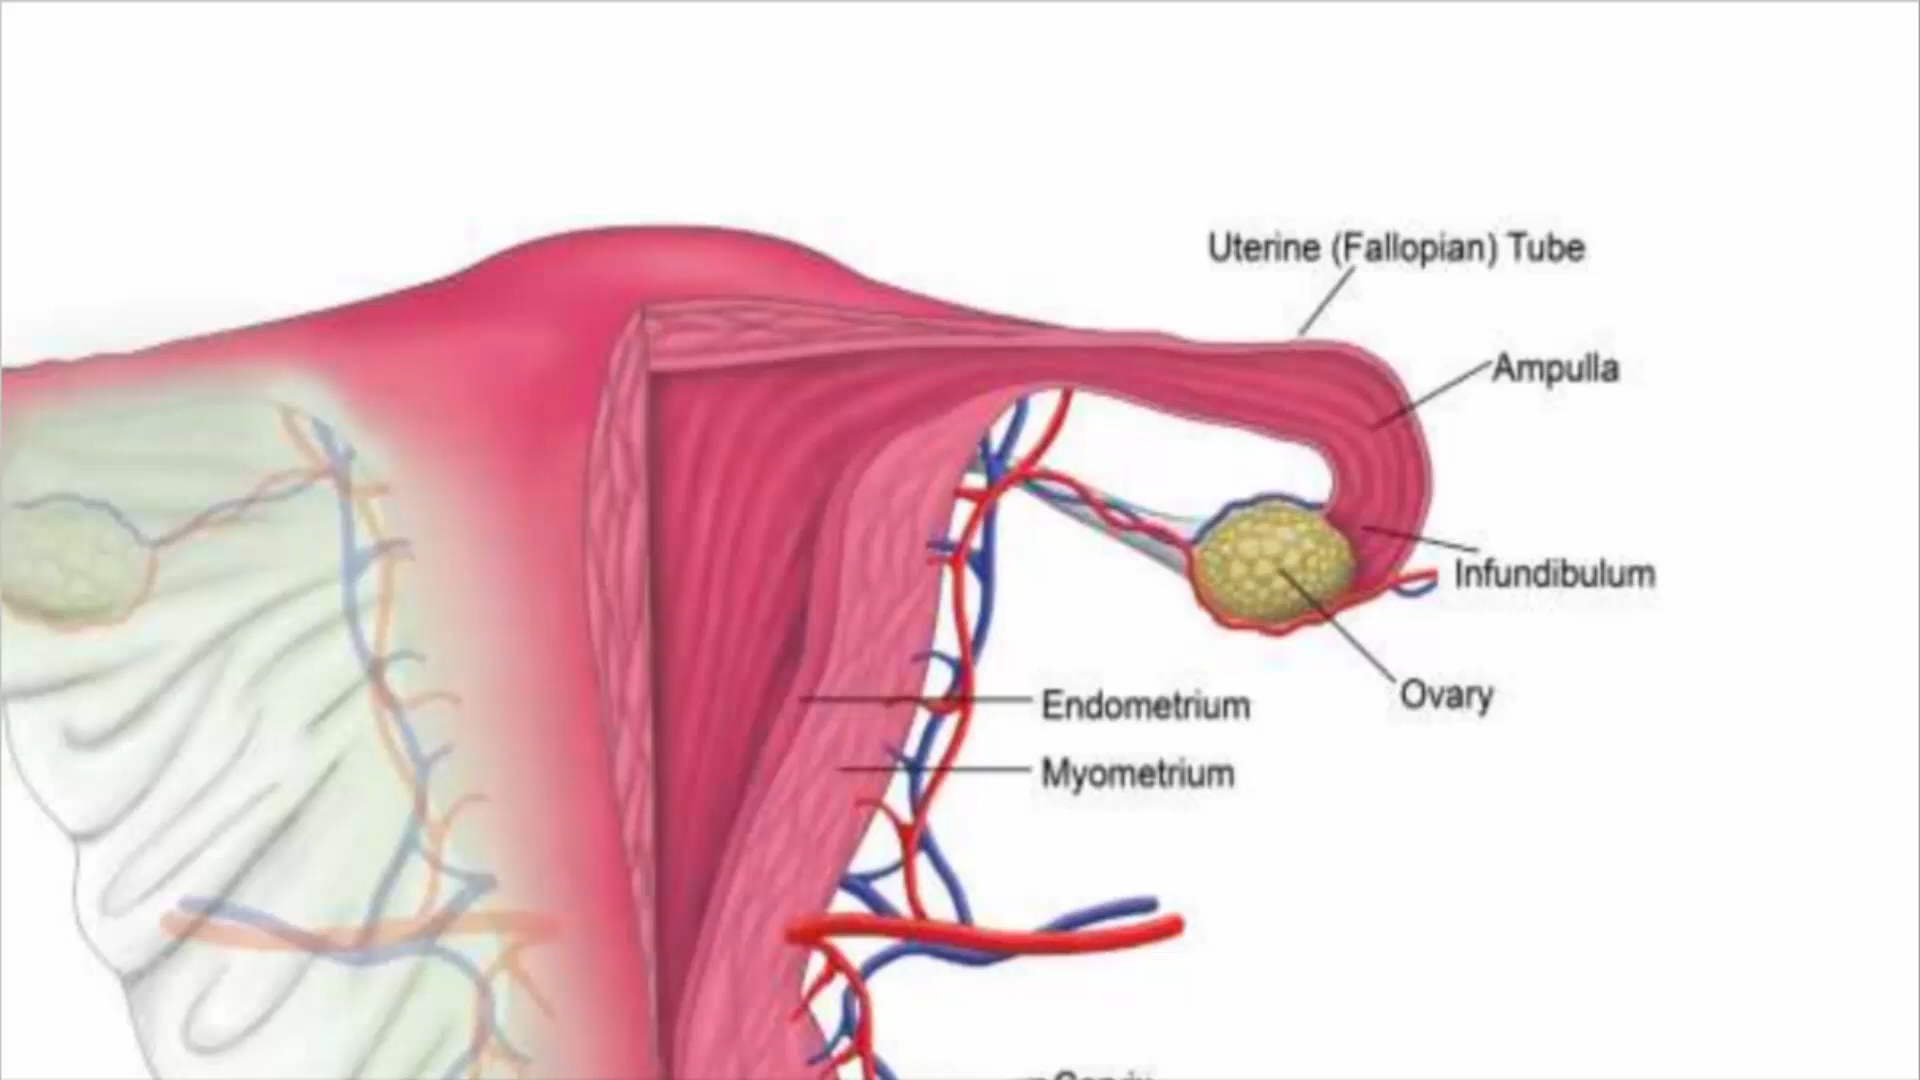 Uterine (Fallopian) Tube
Ampulla
Infundibulum
Ovary
Endometrium
Myometrium